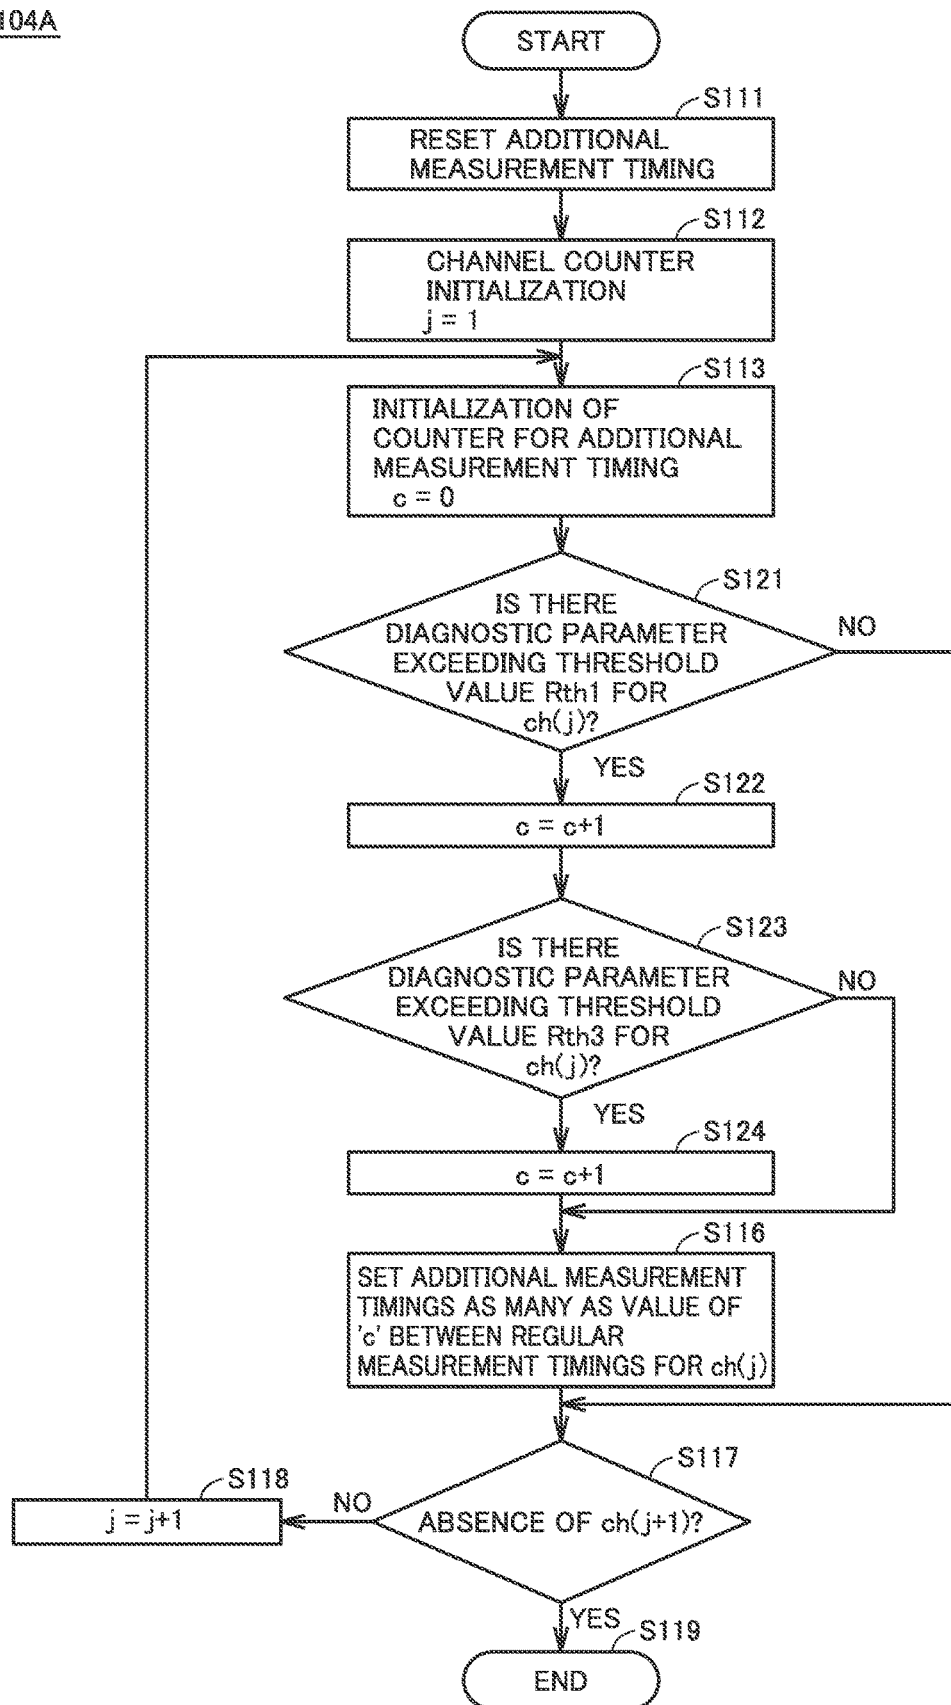 104A
START
S111
RESET ADDITIONAL
MEASUREMENT TIMING
S112
CHANNEL COUNTER
INITIALIZATION
j = 1
S113
INITIALIZATION OF
COUNTER FOR ADDITIONAL
MEASUREMENT TIMING
c = 0
S121
IS THERE
DIAGNOSTIC PARAMETER
EXCEEDING THRESHOLD
VALUE Rth1 FOR
ch(j)?
NO
YES
S122
c = c+1
S123
IS THERE
DIAGNOSTIC PARAMETER
EXCEEDING THRESHOLD
VALUE Rth3 FOR
ch(j)?
NO
YES
S124
c = c+1
S116
SET ADDITIONAL MEASUREMENT
TIMINGS AS MANY AS VALUE OF
'c' BETWEEN REGULAR
MEASUREMENT TIMINGS FOR ch(j)
S117
ABSENCE OF ch(j+1)?
NO
S118
j = j+1
YES
S119
END